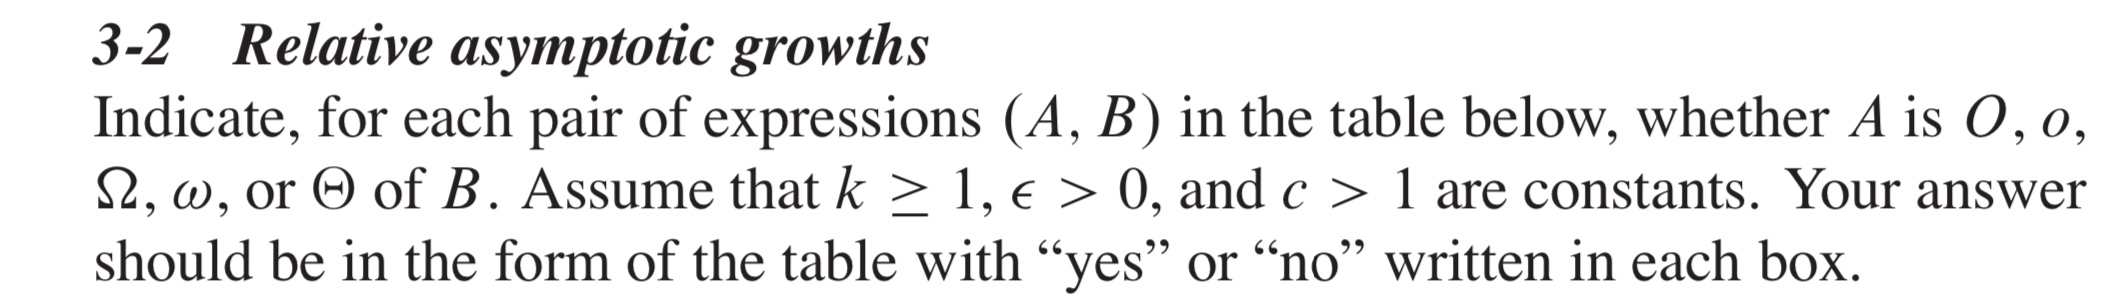 3-2 Relative asymptotic growths
Indicate, for each pair of expressions (A, B) in the table below, whether A is O, o,
Ω, ω, or Θ of B. Assume that k ≥ 1, ϵ > 0, and c > 1 are constants. Your answer
should be in the form of the table with “yes” or “no” written in each box.